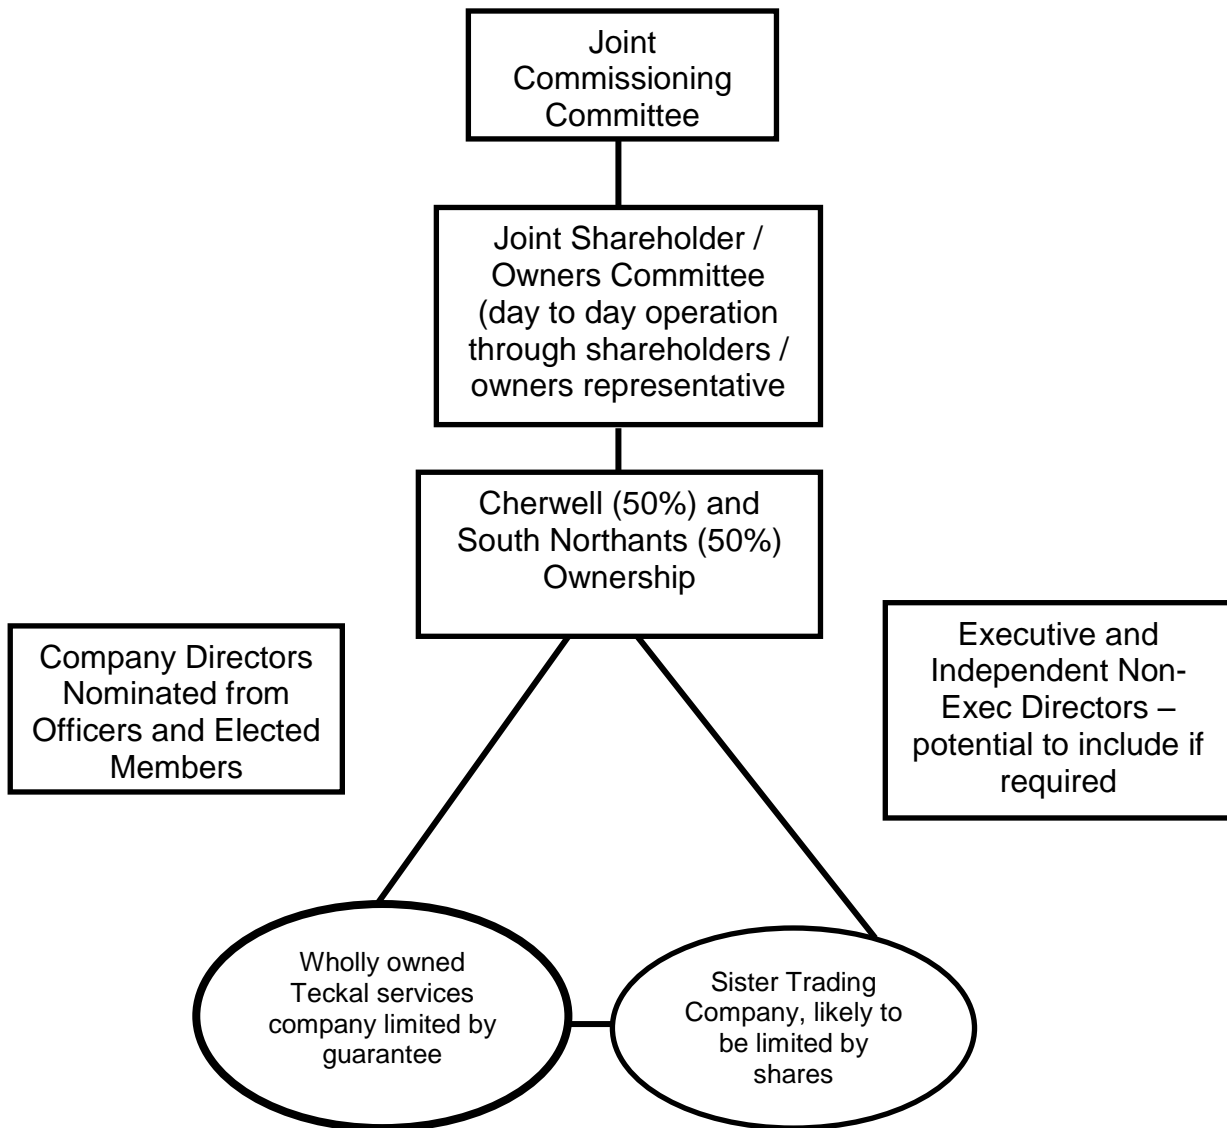 Joint
Commissioning
Committee
Joint Shareholder /
Owners Committee
(day to day operation
through shareholders /
owners representative
Cherwell (50%) and
South Northants (50%)
Ownership
Company Directors
Nominated from
Officers and Elected
Members
Executive and
Independent Non-
Exec Directors –
potential to include if
required
Wholly owned
Teckal services
company limited by
guarantee
Sister Trading
Company, likely to
be limited by
shares